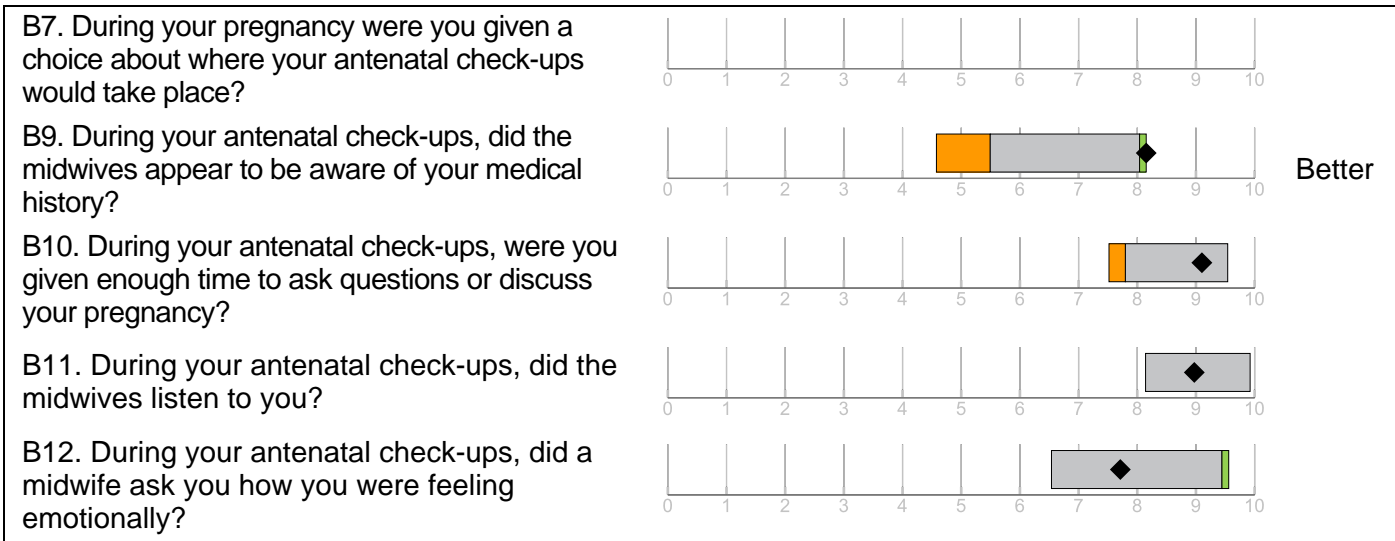 B7. During your pregnancy were you given a
choice about where your antenatal check-ups
would take place?
0 1 2 3 4 5 6 7 8 9 10
B9. During your antenatal check-ups, did the
midwives appear to be aware of your medical
history?
0 1 2 3 4 5 6 7 8 9 10
Better
B10. During your antenatal check-ups, were you
given enough time to ask questions or discuss
your pregnancy?
0 1 2 3 4 5 6 7 8 9 10
B11. During your antenatal check-ups, did the
midwives listen to you?
0 1 2 3 4 5 6 7 8 9 10
B12. During your antenatal check-ups, did a
midwife ask you how you were feeling
emotionally?
0 1 2 3 4 5 6 7 8 9 10